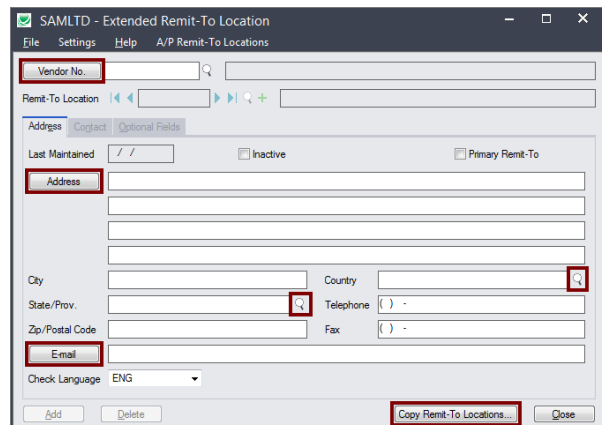 SAMLTD - Extended Remit-To Location
File Settings Help A/P Remit-To Locations
Vendor No.
Remit-To Location
Address Contact Optional Fields
Last Maintained / / Inactive Primary Remit-To
Address
City Country
State/Prov. Telephone ( ) -
Zip/Postal Code Fax ( ) -
E-mail
Check Language ENG
Add Delete Copy Remit-To Locations... Close